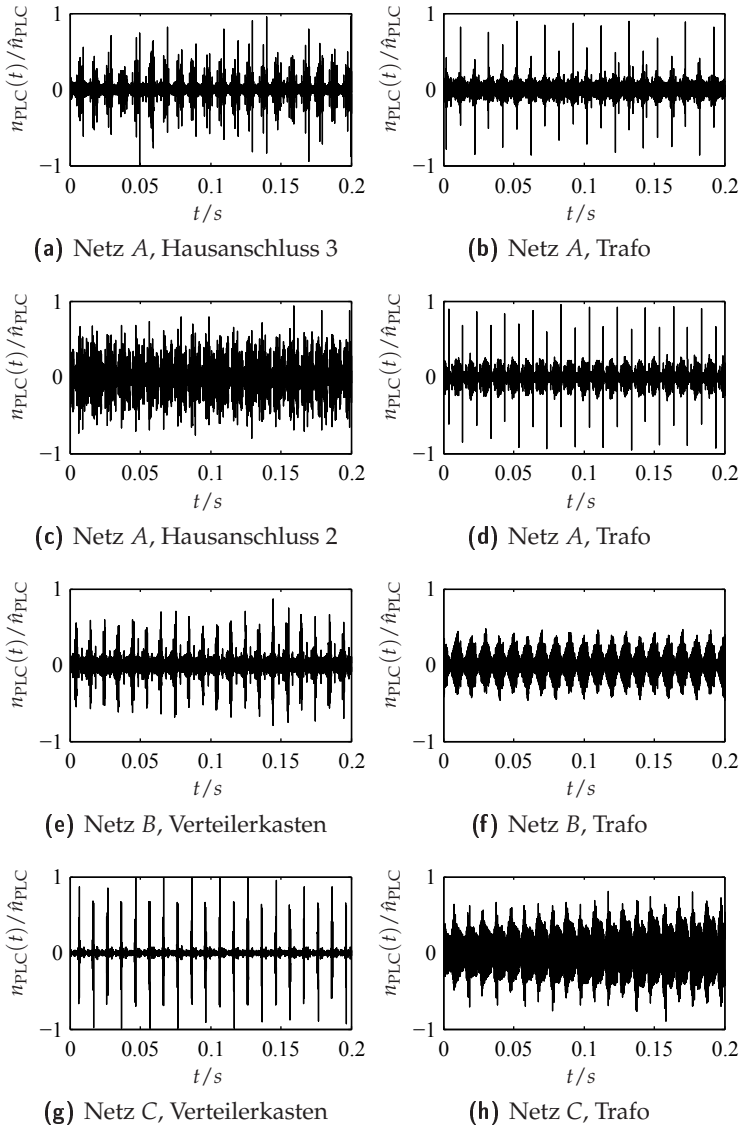 n_PLC(t)/n̂_PLC
1
0
−1
0 0.05 0.1 0.15 0.2
t/s
(a) Netz A, Hausanschluss 3
n_PLC(t)/n̂_PLC
1
0
−1
0 0.05 0.1 0.15 0.2
t/s
(b) Netz A, Trafo
n_PLC(t)/n̂_PLC
1
0
−1
0 0.05 0.1 0.15 0.2
t/s
(c) Netz A, Hausanschluss 2
n_PLC(t)/n̂_PLC
1
0
−1
0 0.05 0.1 0.15 0.2
t/s
(d) Netz A, Trafo
n_PLC(t)/n̂_PLC
1
0
−1
0 0.05 0.1 0.15 0.2
t/s
(e) Netz B, Verteilerkasten
n_PLC(t)/n̂_PLC
1
0
−1
0 0.05 0.1 0.15 0.2
t/s
(f) Netz B, Trafo
n_PLC(t)/n̂_PLC
1
0
−1
0 0.05 0.1 0.15 0.2
t/s
(g) Netz C, Verteilerkasten
n_PLC(t)/n̂_PLC
1
0
−1
0 0.05 0.1 0.15 0.2
t/s
(h) Netz C, Trafo